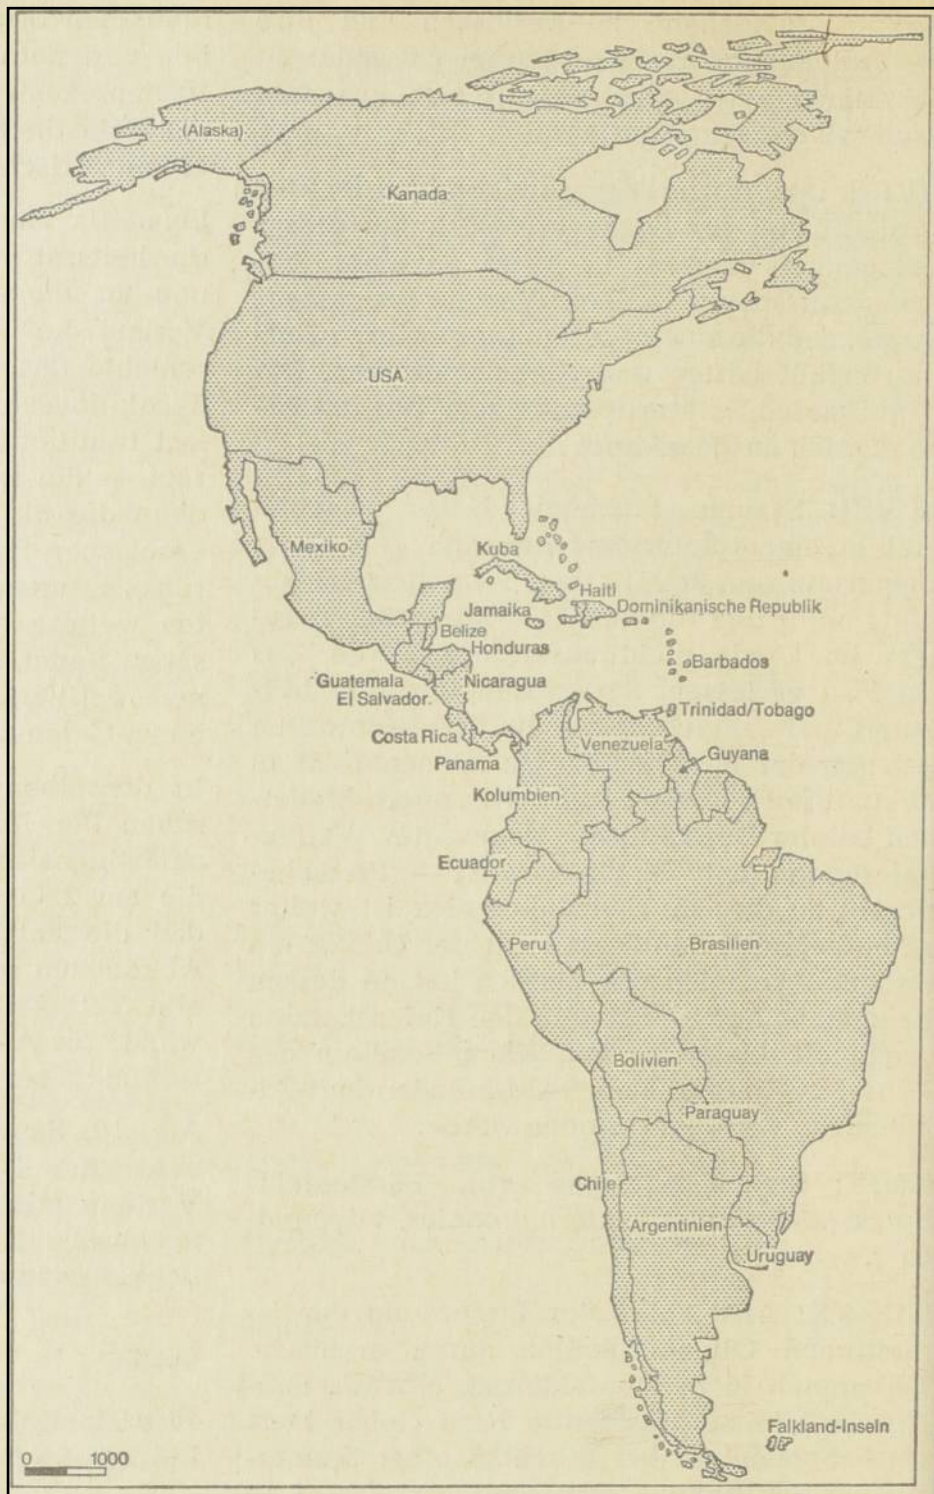 (Alaska)
Kanada
USA
Mexiko
Kuba
Haiti
Jamaika
Dominikanische Republik
Belize
Honduras
Barbados
Guatemala
Nicaragua
El Salvador
Trinidad/Tobago
Costa Rica
Venezuela
Guyana
Panama
Kolumbien
Ecuador
Peru
Brasilien
Bolivien
Paraguay
Chile
Argentinien
Uruguay
Falkland-Inseln
0 1000